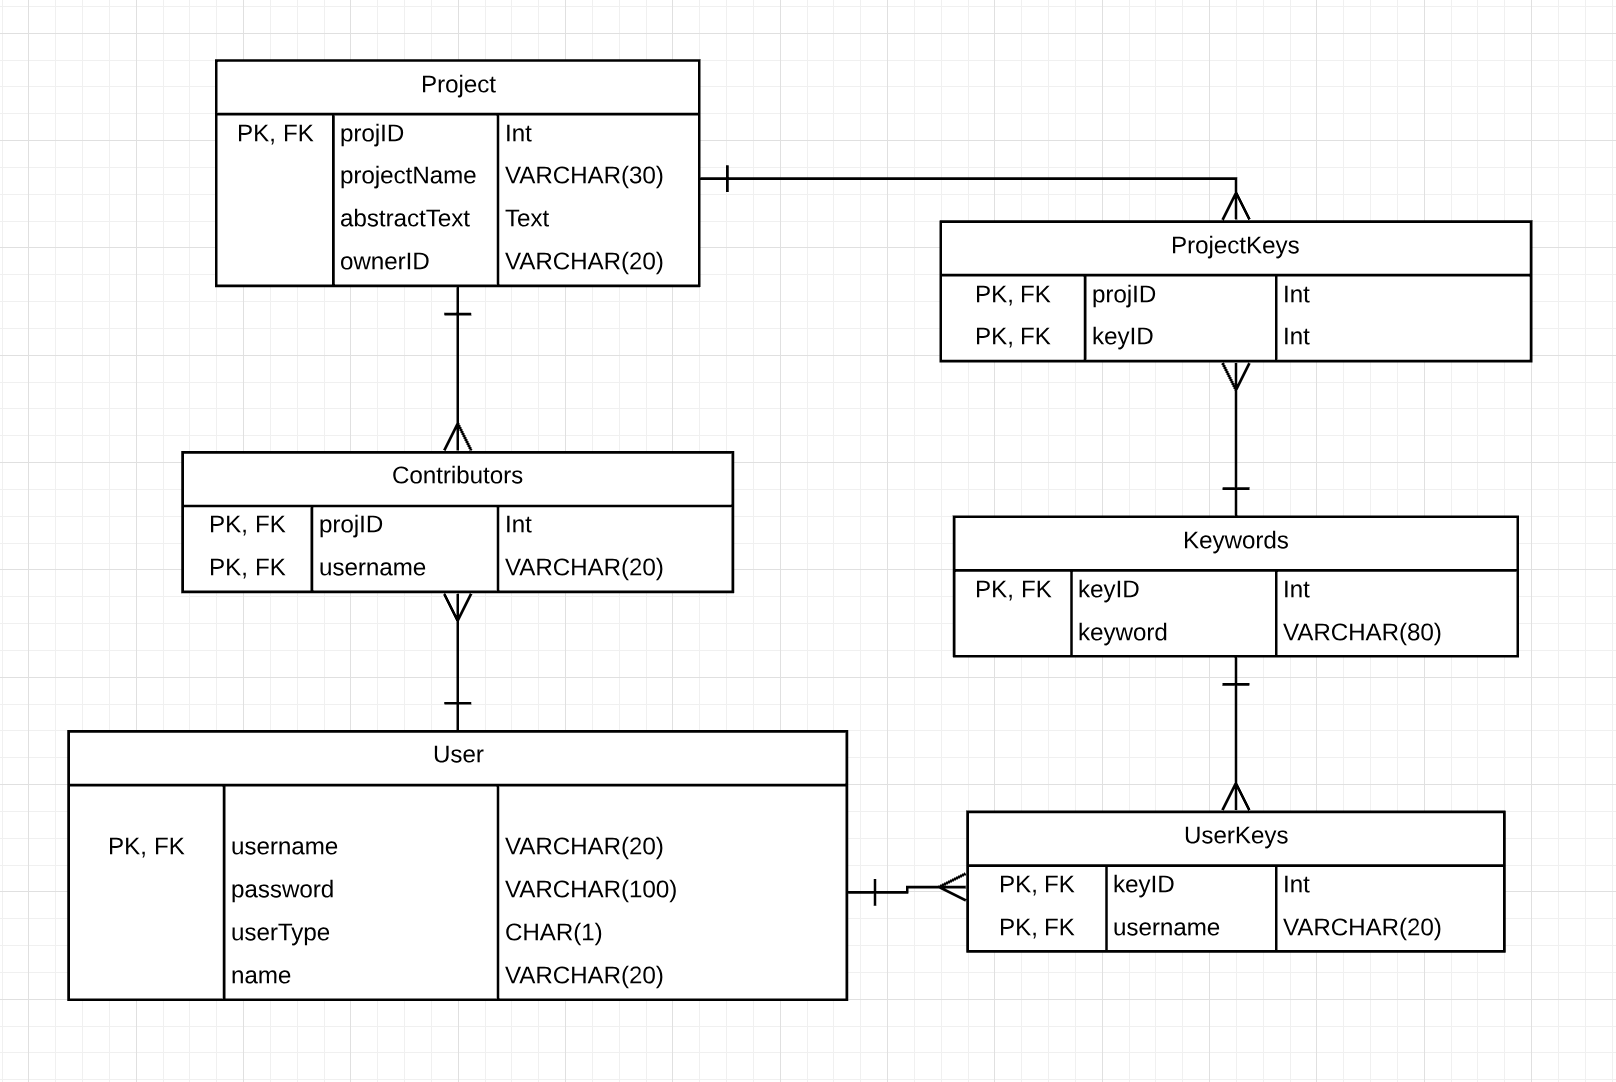 Project
PK, FK projID Int
projectName VARCHAR(30)
abstractText Text
ownerID VARCHAR(20)
ProjectKeys
PK, FK projID Int
PK, FK keyID Int
Contributors
PK, FK projID Int
PK, FK username VARCHAR(20)
Keywords
PK, FK keyID Int
keyword VARCHAR(80)
User
PK, FK username VARCHAR(20)
password VARCHAR(100)
userType CHAR(1)
name VARCHAR(20)
UserKeys
PK, FK keyID Int
PK, FK username VARCHAR(20)